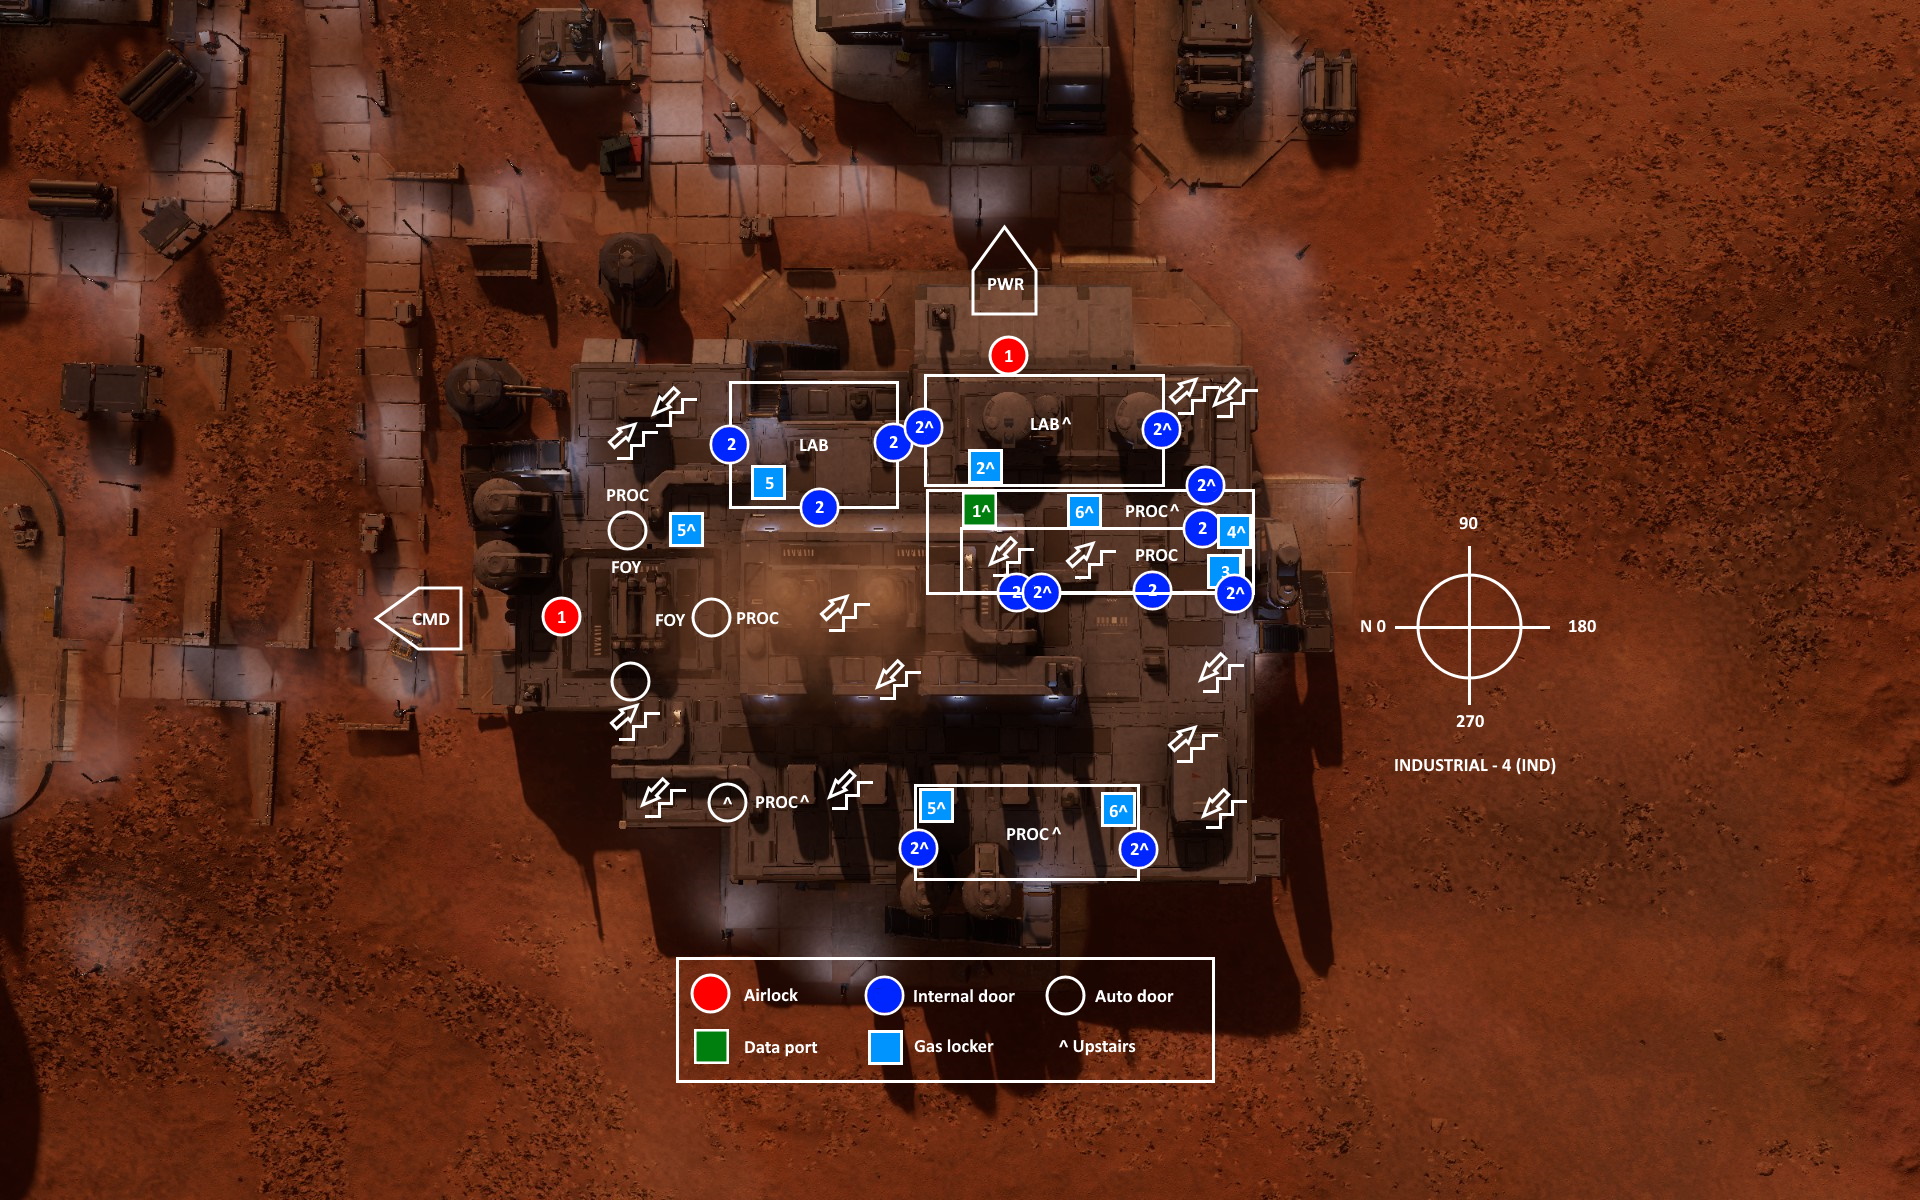 PWR
1
LAB
2
2
5
2
LAB ^
2^
2^
2^
2^
1^
6^
PROC ^
2
4^
PROC
3
2
2^
2
2^
PROC
5^
FOY
CMD
1
FOY
PROC
^
PROC ^
5^
6^
PROC ^
2^
2^
90
N 0
180
270
INDUSTRIAL - 4 (IND)
Airlock
Internal door
Auto door
Data port
Gas locker
^ Upstairs